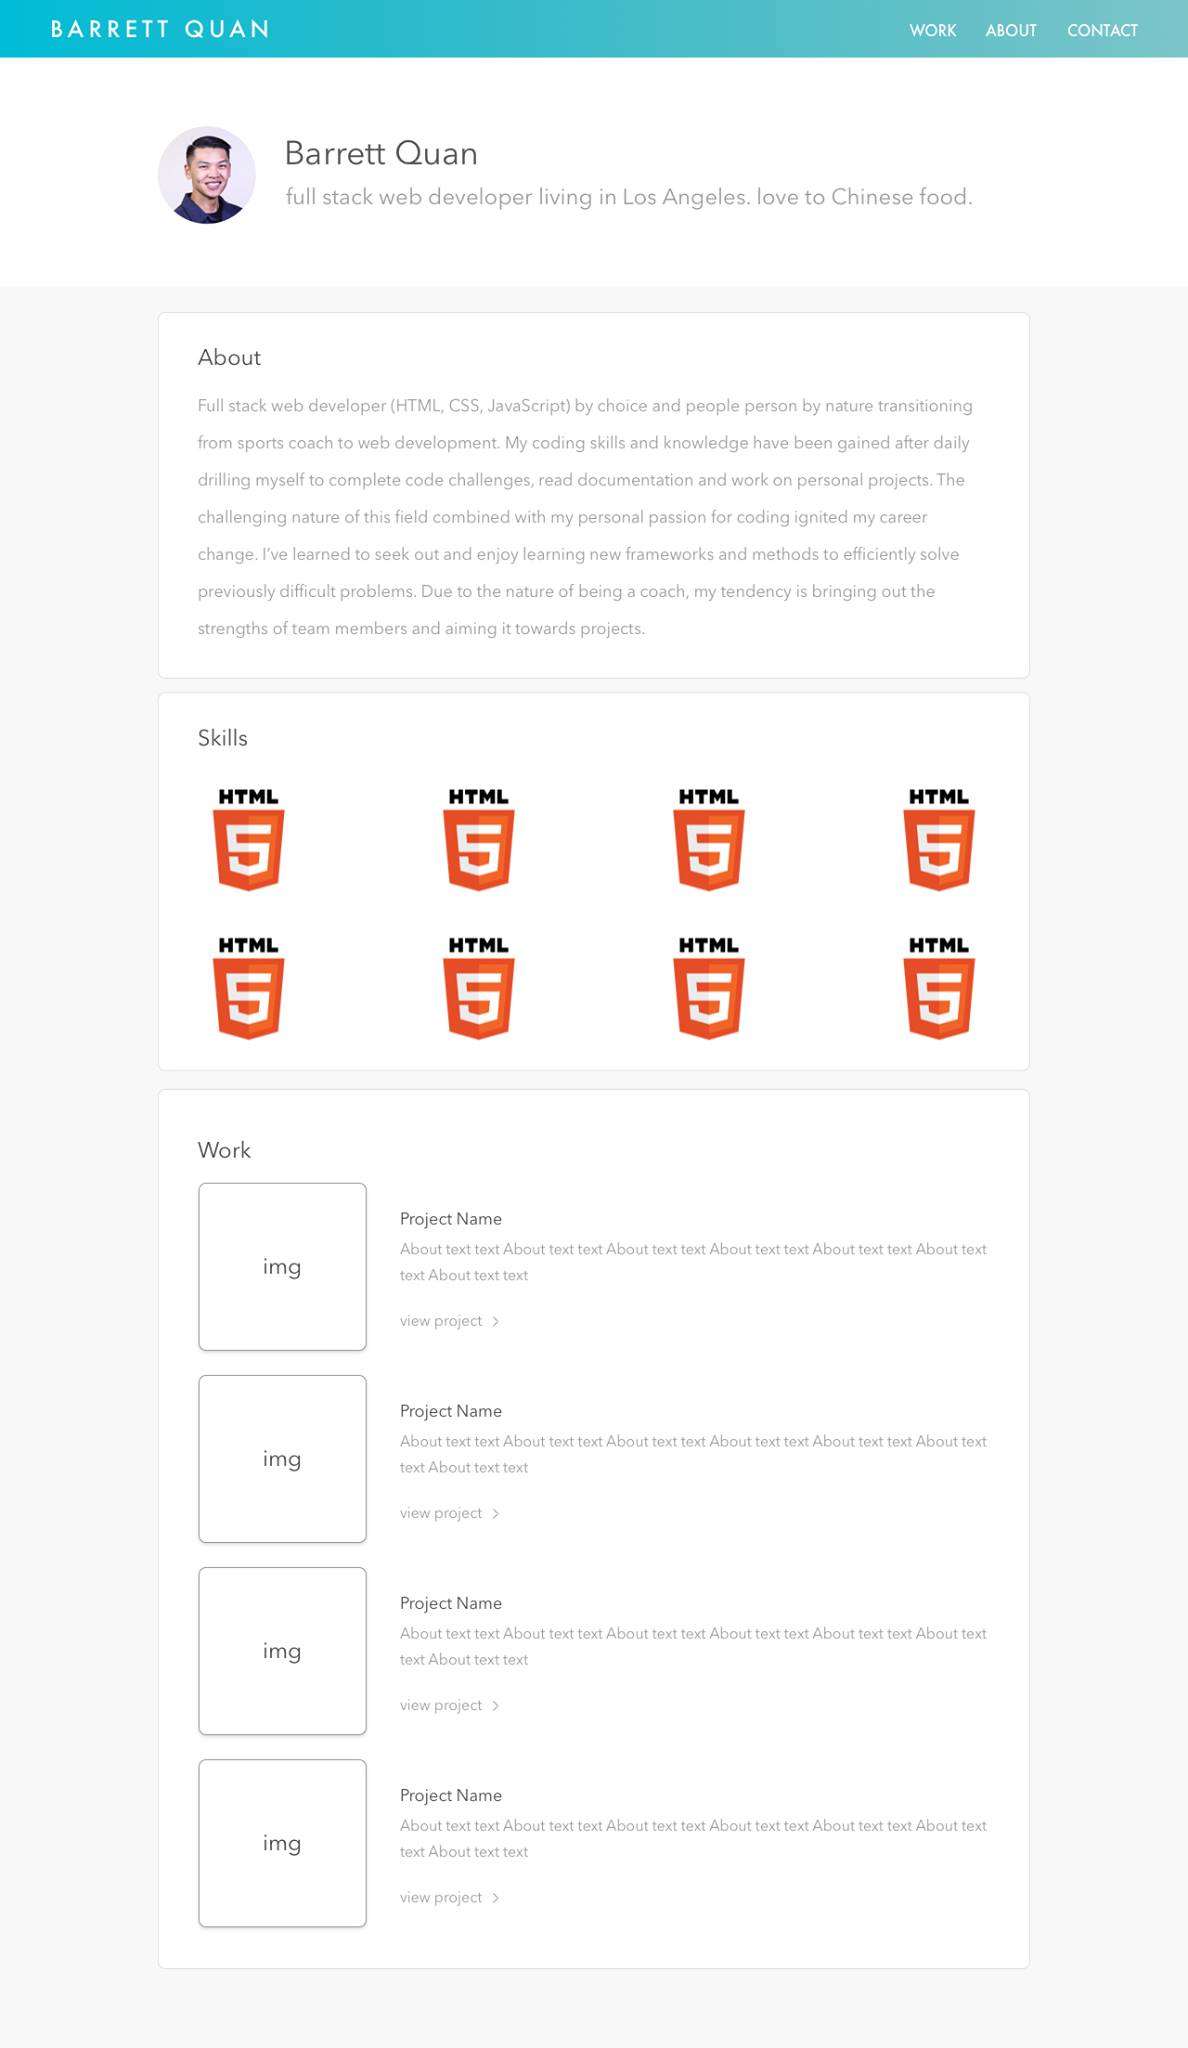 BARRETT QUAN
WORK ABOUT CONTACT
Barrett Quan
full stack web developer living in Los Angeles. love to Chinese food.
About
Full stack web developer (HTML, CSS, JavaScript) by choice and people person by nature transitioning
from sports coach to web development. My coding skills and knowledge have been gained after daily
drilling myself to complete code challenges, read documentation and work on personal projects. The
challenging nature of this field combined with my personal passion for coding ignited my career
change. I’ve learned to seek out and enjoy learning new frameworks and methods to efficiently solve
previously difficult problems. Due to the nature of being a coach, my tendency is bringing out the
strengths of team members and aiming it towards projects.
Skills
HTML HTML HTML HTML
5 5 5 5
HTML HTML HTML HTML
5 5 5 5
Work
img
Project Name
About text text About text text About text text About text text About text text About text
text About text text
view project >
img
Project Name
About text text About text text About text text About text text About text text About text
text About text text
view project >
img
Project Name
About text text About text text About text text About text text About text text About text
text About text text
view project >
img
Project Name
About text text About text text About text text About text text About text text About text
text About text text
view project >